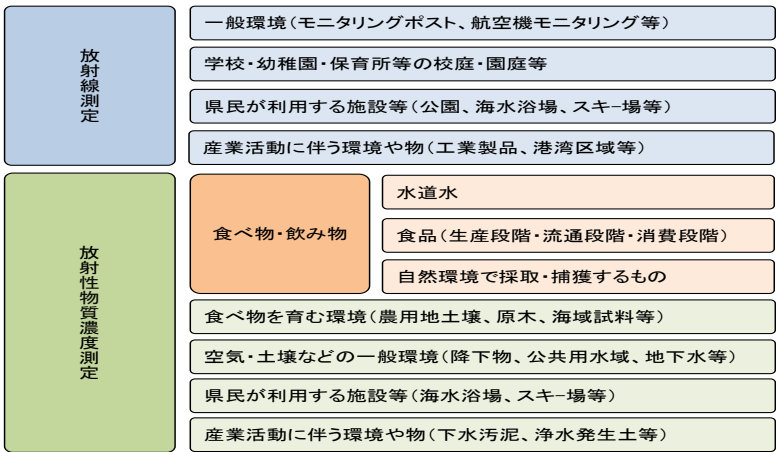 放射線測定
一般環境(モニタリングポスト、航空機モニタリング等)
学校・幼稚園・保育所等の校庭・園庭等
県民が利用する施設等(公園、海水浴場、スキー場等)
産業活動に伴う環境や物(工業製品、港湾区域等)
放射性物質濃度測定
食べ物・飲み物
水道水
食品(生産段階・流通段階・消費段階)
自然環境で採取・捕獲するもの
食べ物を育む環境(農用地土壌、原木、海域試料等)
空気・土壌などの一般環境(降下物、公共用水域、地下水等)
県民が利用する施設等(海水浴場、スキー場等)
産業活動に伴う環境や物(下水汚泥、浄水発生土等)